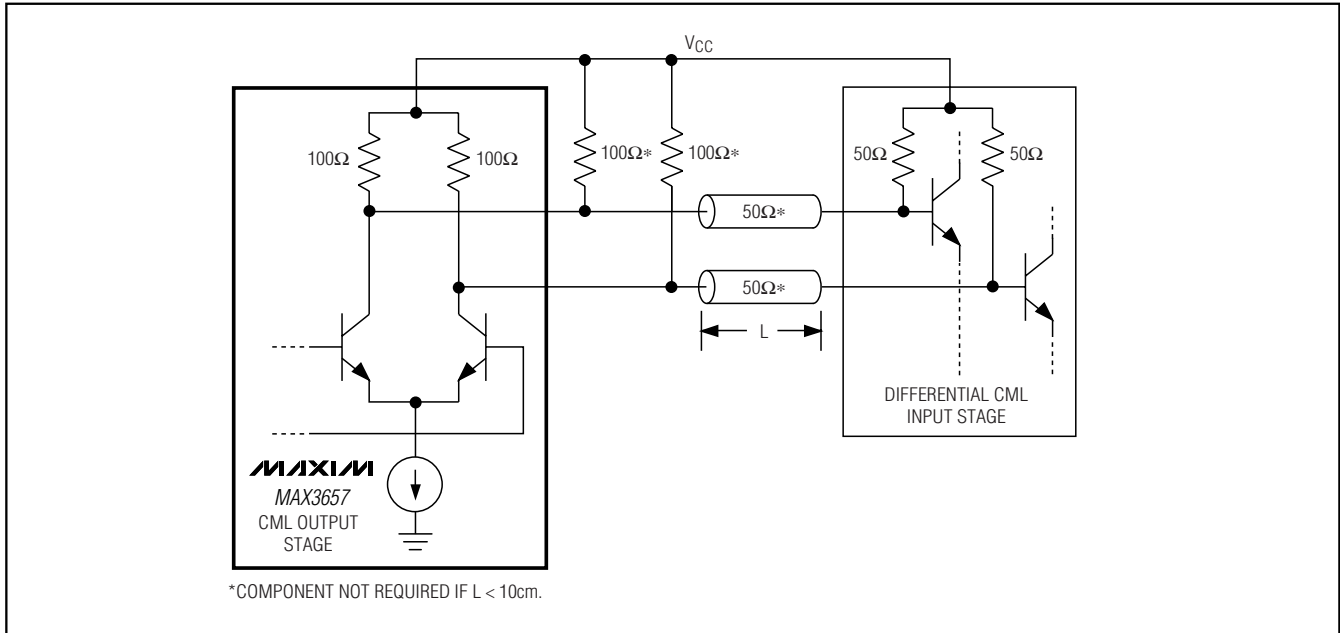 VCC
100Ω
100Ω
100Ω*
100Ω*
50Ω
50Ω
50Ω*
50Ω*
L
DIFFERENTIAL CML
INPUT STAGE
MAXIM
MAX3657
CML OUTPUT
STAGE
*COMPONENT NOT REQUIRED IF L < 10cm.